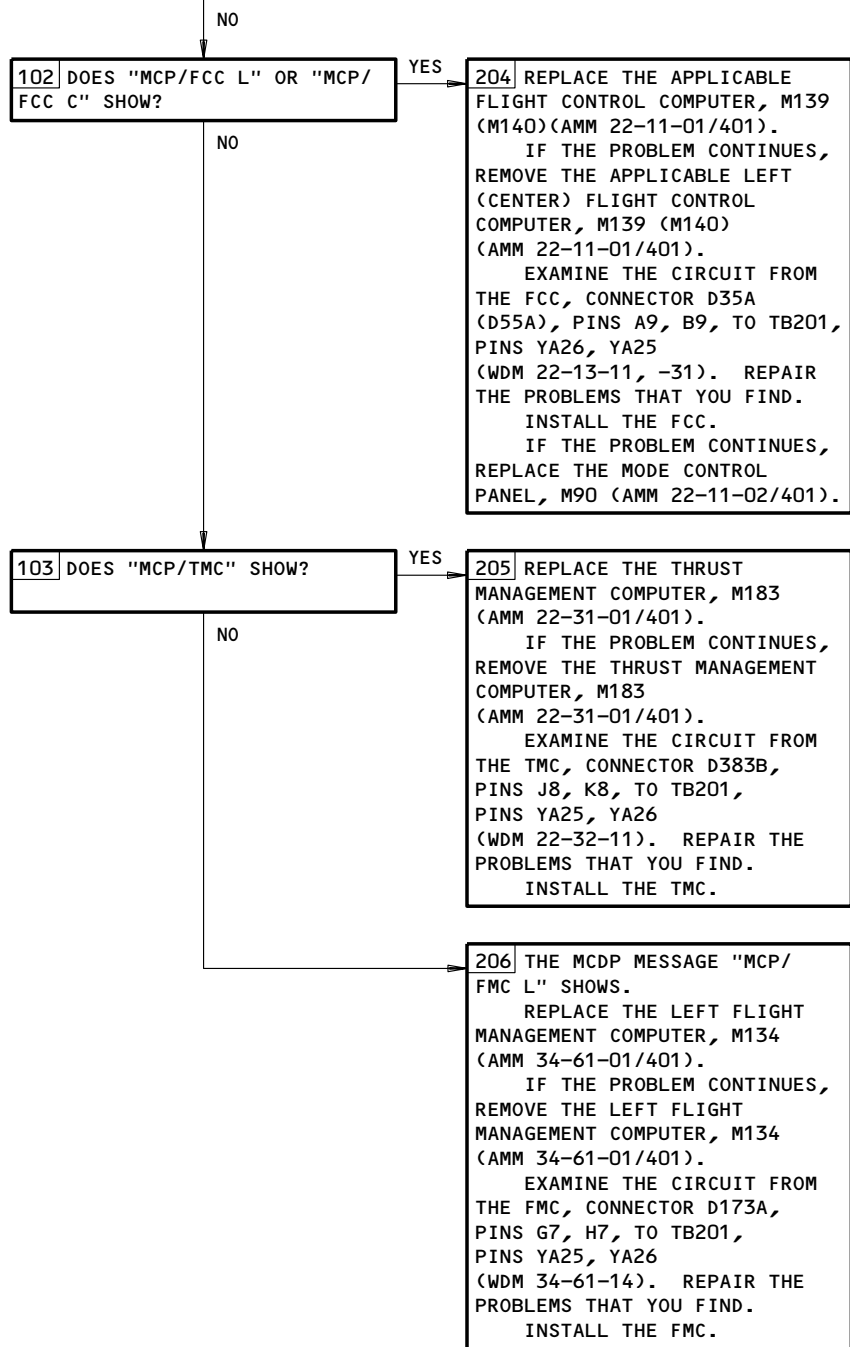 NO
102 DOES "MCP/FCC L" OR "MCP/
FCC C" SHOW?
YES
NO
204 REPLACE THE APPLICABLE
FLIGHT CONTROL COMPUTER, M139
(M140)(AMM 22-11-01/401).
IF THE PROBLEM CONTINUES,
REMOVE THE APPLICABLE LEFT
(CENTER) FLIGHT CONTROL
COMPUTER, M139 (M140)
(AMM 22-11-01/401).
EXAMINE THE CIRCUIT FROM
THE FCC, CONNECTOR D35A
(D55A), PINS A9, B9, TO TB201,
PINS YA26, YA25
(WDM 22-13-11, -31). REPAIR
THE PROBLEMS THAT YOU FIND.
INSTALL THE FCC.
IF THE PROBLEM CONTINUES,
REPLACE THE MODE CONTROL
PANEL, M90 (AMM 22-11-02/401).
103 DOES "MCP/TMC" SHOW?
YES
NO
205 REPLACE THE THRUST
MANAGEMENT COMPUTER, M183
(AMM 22-31-01/401).
IF THE PROBLEM CONTINUES,
REMOVE THE THRUST MANAGEMENT
COMPUTER, M183
(AMM 22-31-01/401).
EXAMINE THE CIRCUIT FROM
THE TMC, CONNECTOR D383B,
PINS J8, K8, TO TB201,
PINS YA25, YA26
(WDM 22-32-11). REPAIR THE
PROBLEMS THAT YOU FIND.
INSTALL THE TMC.
206 THE MCDP MESSAGE "MCP/
FMC L" SHOWS.
REPLACE THE LEFT FLIGHT
MANAGEMENT COMPUTER, M134
(AMM 34-61-01/401).
IF THE PROBLEM CONTINUES,
REMOVE THE LEFT FLIGHT
MANAGEMENT COMPUTER, M134
(AMM 34-61-01/401).
EXAMINE THE CIRCUIT FROM
THE FMC, CONNECTOR D173A,
PINS G7, H7, TO TB201,
PINS YA25, YA26
(WDM 34-61-14). REPAIR THE
PROBLEMS THAT YOU FIND.
INSTALL THE FMC.